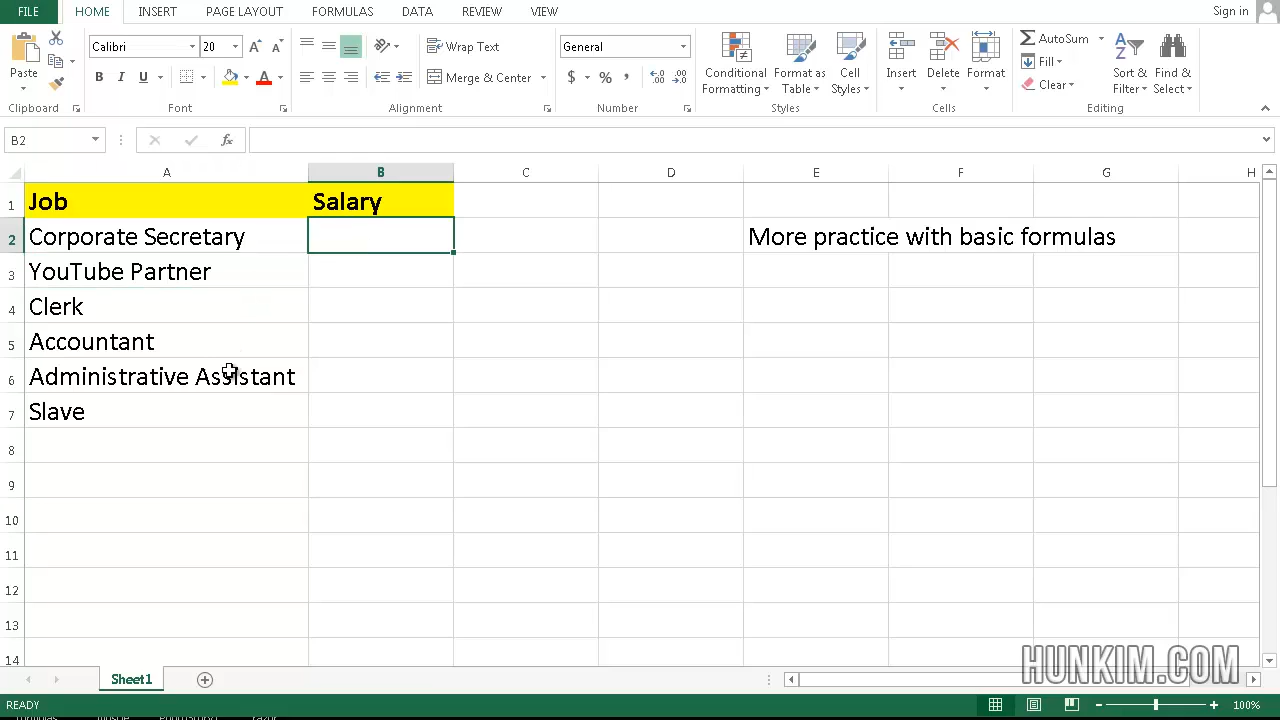 FILE HOME INSERT PAGE LAYOUT FORMULAS DATA REVIEW VIEW Sign in
Calibri 20 A A Wrap Text General AutoSum
Paste B I U A Merge & Center $ % , Conditional Formatting Format as Table Cell Styles Insert Delete Format Fill Sort & Filter Find & Select
Clear
Clipboard Font Alignment Number Styles Cells Editing
B2 fx
A B C D E F G H
1 Job Salary
2 Corporate Secretary More practice with basic formulas
3 YouTube Partner
4 Clerk
5 Accountant
6 Administrative Assistant
7 Slave
8
9
10
11
12
13
14
HUNKIM.COM
Sheet1
READY 100%